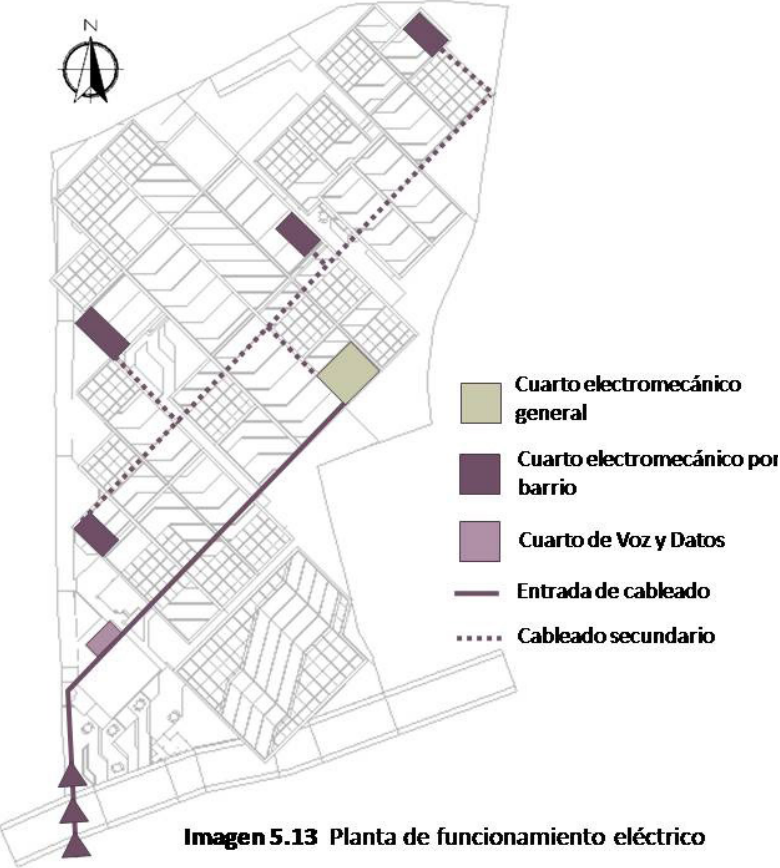 N
Cuarto electromecánico
general
Cuarto electromecánico por
barrio
Cuarto de Voz y Datos
Entrada de cableado
Cableado secundario
Imagen 5.13 Planta de funcionamiento eléctrico